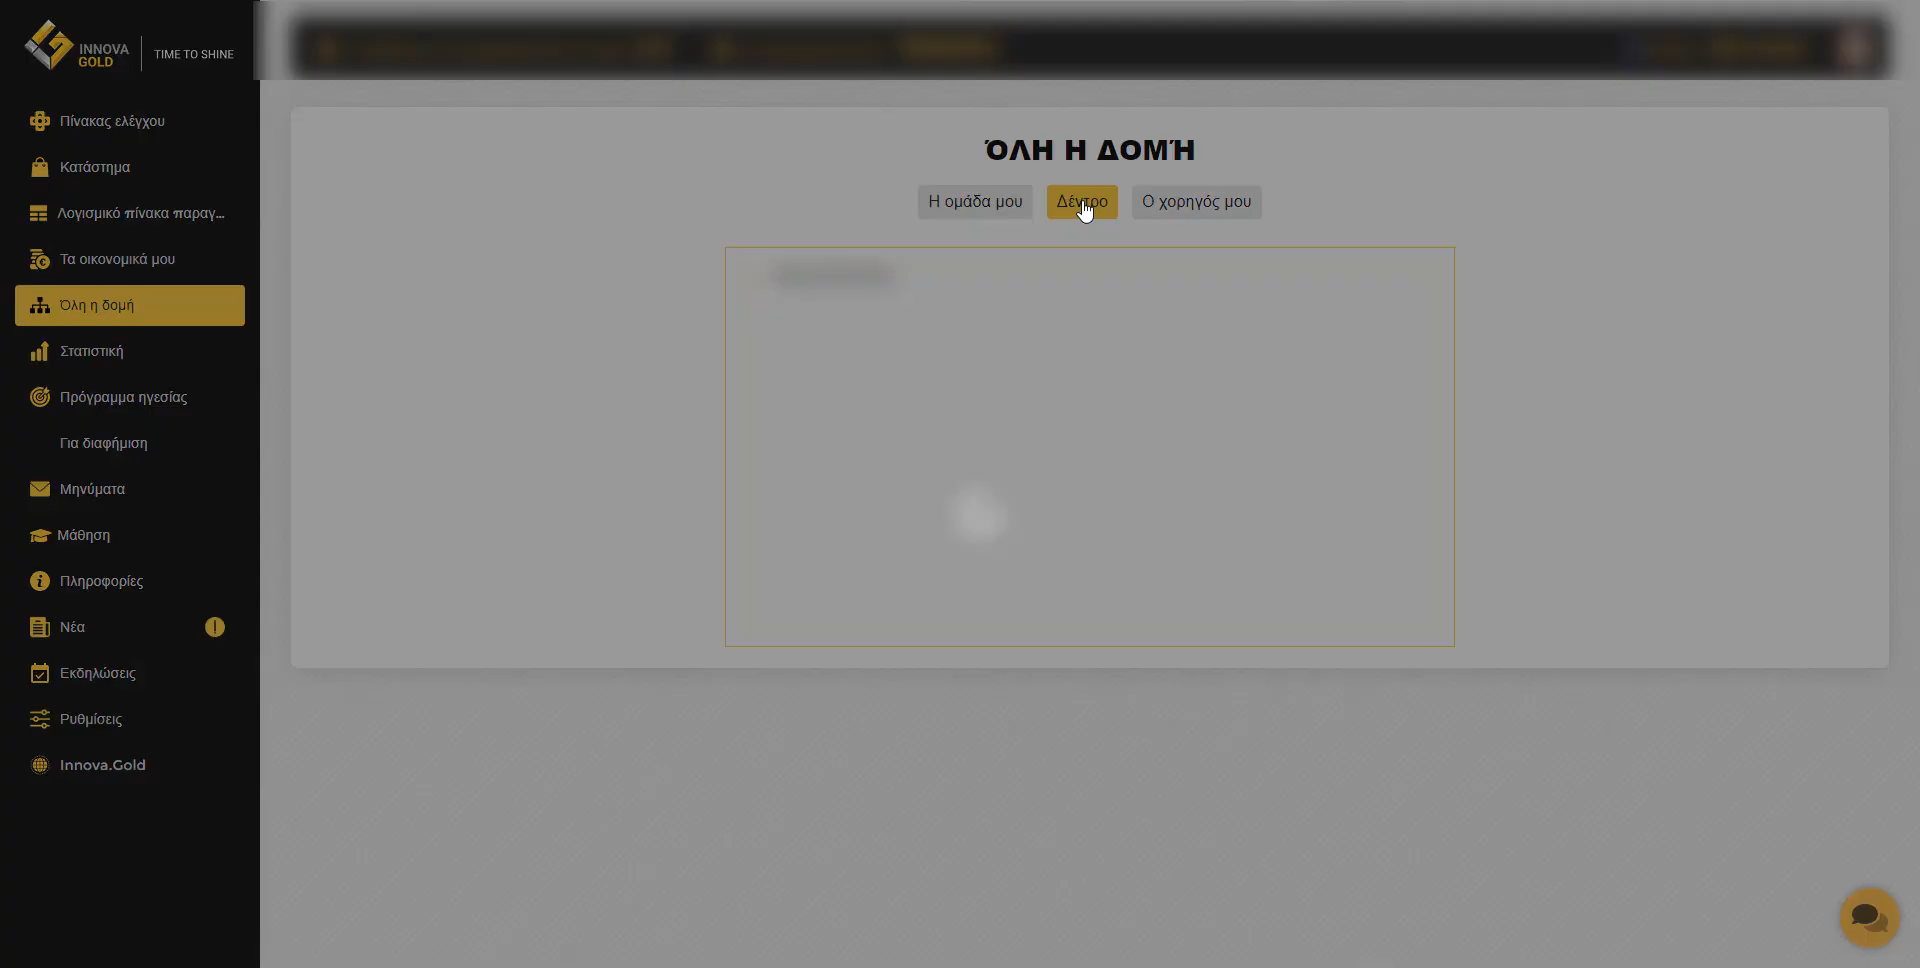 INNOVA
GOLD
TIME TO SHINE
Πίνακας ελέγχου
Κατάστημα
Λογισμικό πίνακα παραγ...
Τα οικονομικά μου
Όλη η δομή
Στατιστική
Πρόγραμμα ηγεσίας
Για διαφήμιση
Μηνύματα
Μάθηση
Πληροφορίες
Νέα
Εκδηλώσεις
Ρυθμίσεις
Innova.Gold
ΌΛΗ Η ΔΟΜΉ
Η ομάδα μου
Δέντρο
Ο χορηγός μου